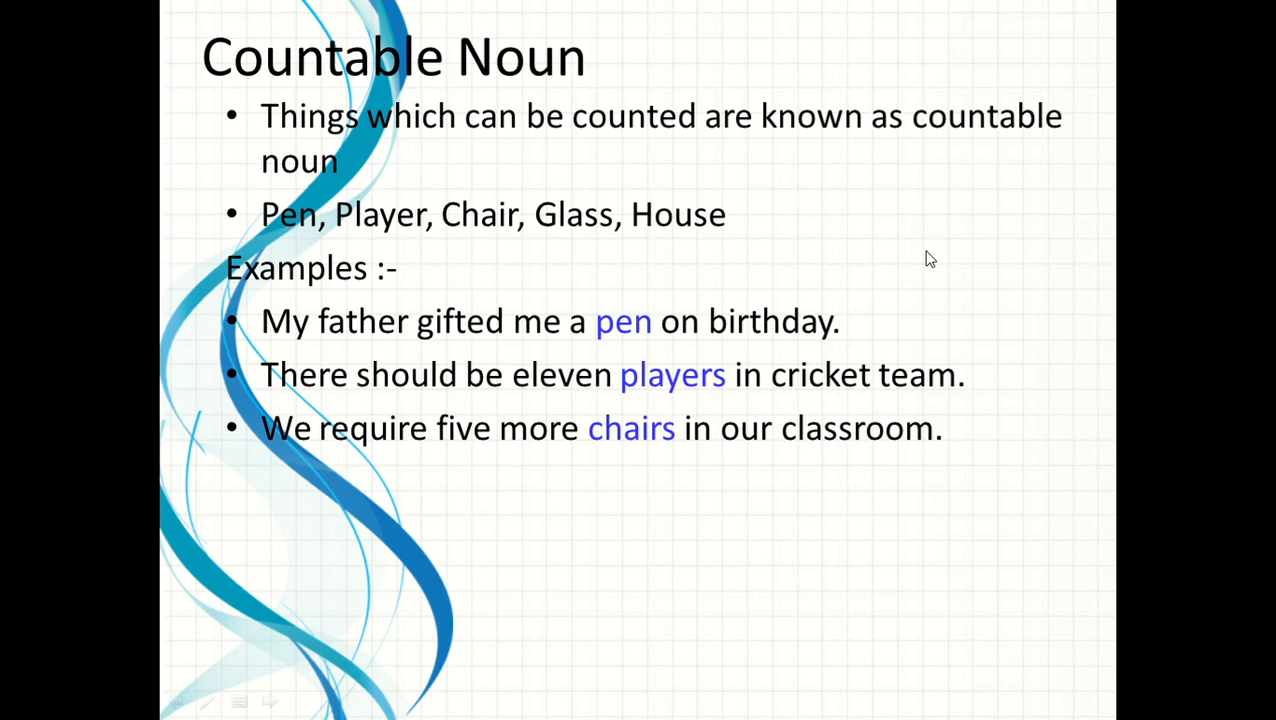 Countable Noun
• Things which can be counted are known as countable
noun
• Pen, Player, Chair, Glass, House
Examples :-
• My father gifted me a pen on birthday.
• There should be eleven players in cricket team.
• We require five more chairs in our classroom.